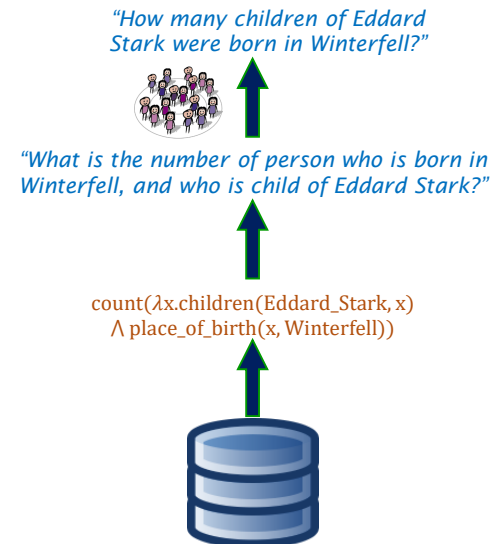 “How many children of Eddard
Stark were born in Winterfell?”
“What is the number of person who is born in
Winterfell, and who is child of Eddard Stark?”
count(λx.children(Eddard_Stark, x)
∧ place_of_birth(x, Winterfell))